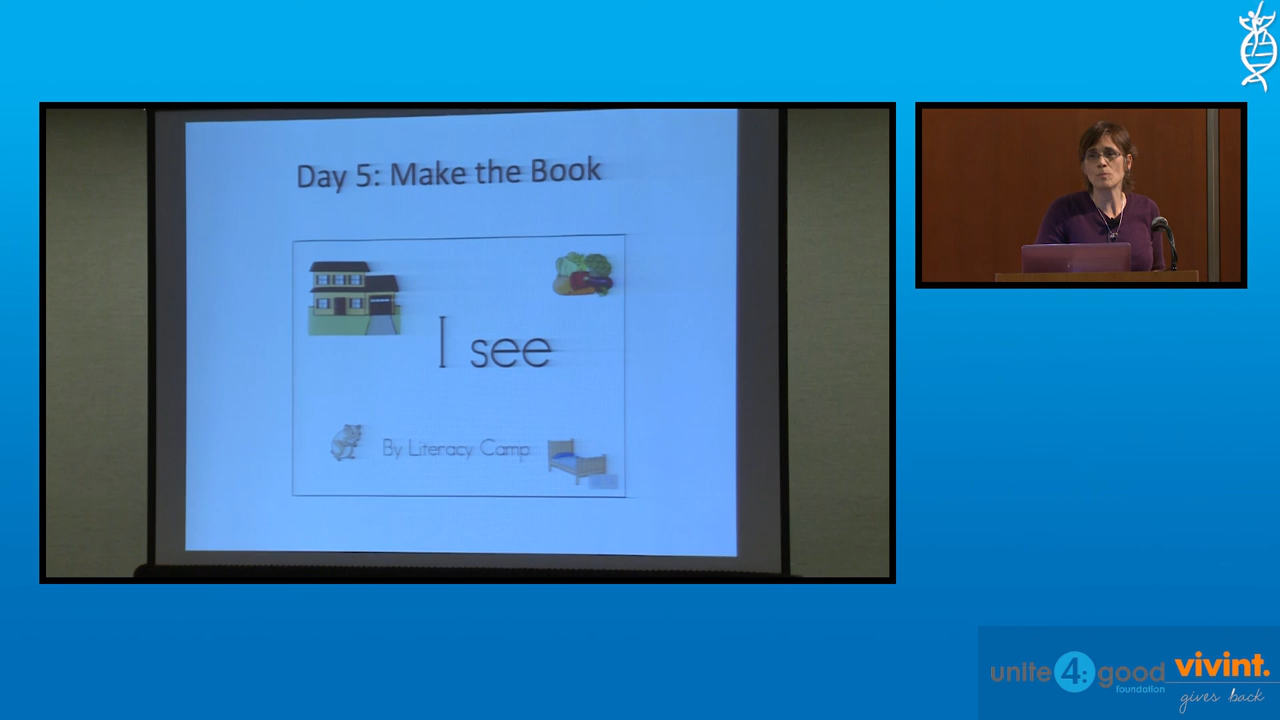 Day 5: Make the Book
I see
By Literacy Camp
unite 4: good
foundation
vivint.
gives back